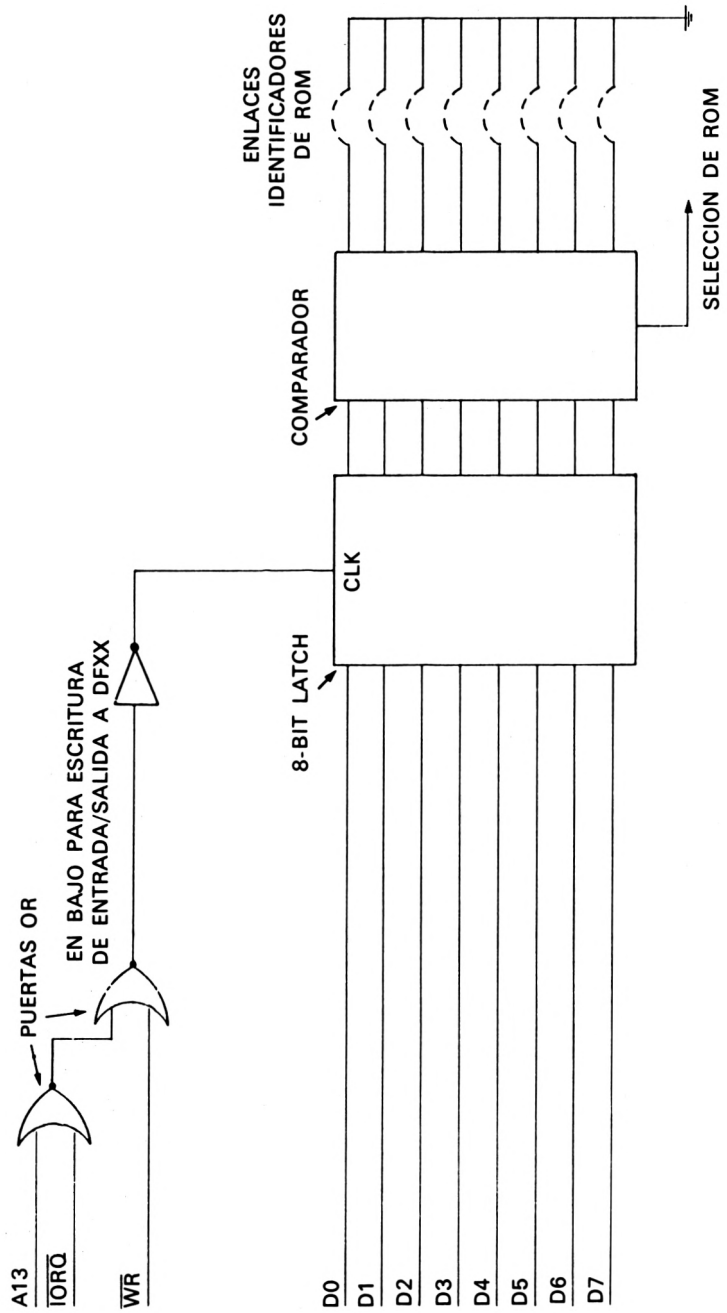 A13
IORQ
WR
PUERTAS OR
EN BAJO PARA ESCRITURA
DE ENTRADA/SALIDA A DFXX
D0
D1
D2
D3
D4
D5
D6
D7
8-BIT LATCH
CLK
COMPARADOR
ENLACES
IDENTIFICADORES
DE ROM
SELECCION DE ROM